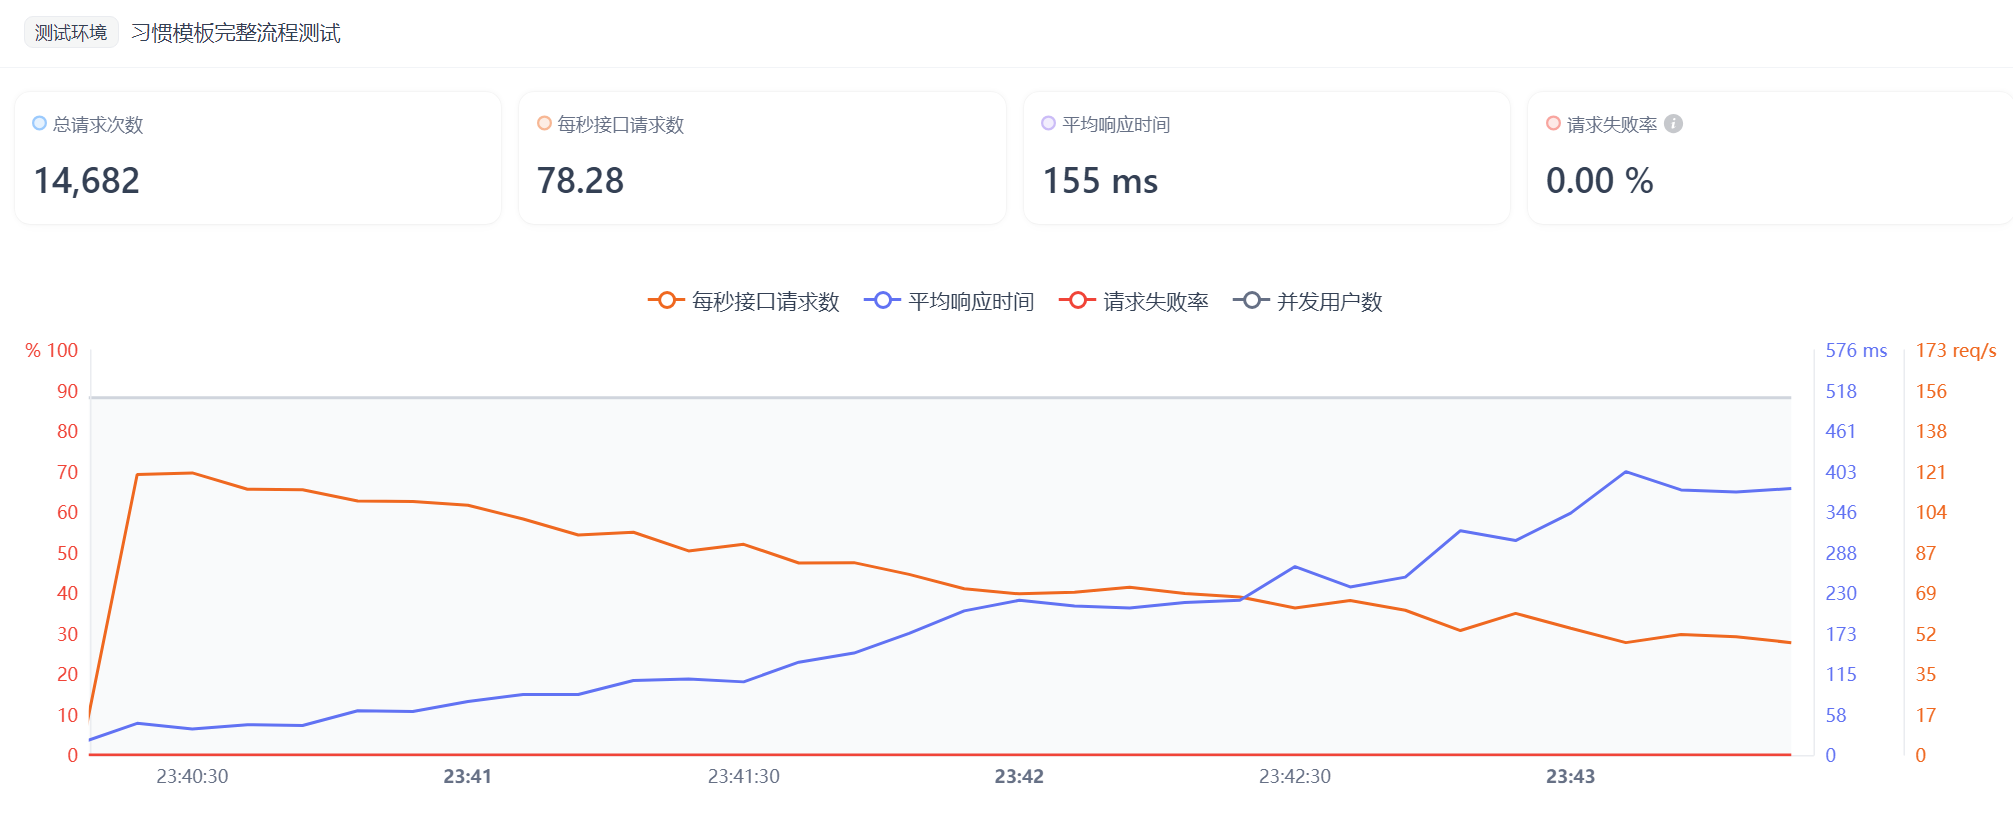 测试环境 习惯模板完整流程测试
总请求次数 每秒接口请求数 平均响应时间 请求失败率
14,682 78.28 155 ms 0.00 %
每秒接口请求数 平均响应时间 请求失败率 并发用户数
% 100 576 ms 173 req/s
90 518 156
80 461 138
70 403 121
60 346 104
50 288 87
40 230 69
30 173 52
20 115 35
10 58 17
0 0 0
23:40:30 23:41 23:41:30 23:42 23:42:30 23:43